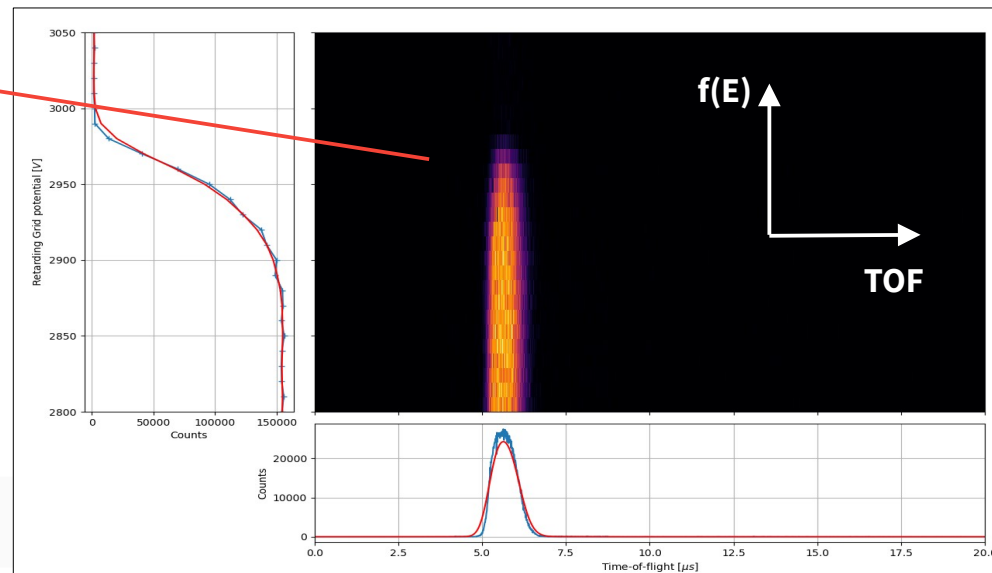 3050
3000
2950
2900
2850
2800
Retarding Grid potential [V]
0 50000 100000 150000
Counts
f(E)
TOF
20000
10000
0
Counts
0.0 2.5 5.0 7.5 10.0 12.5 15.0 17.5 20.0
Time-of-flight [μs]